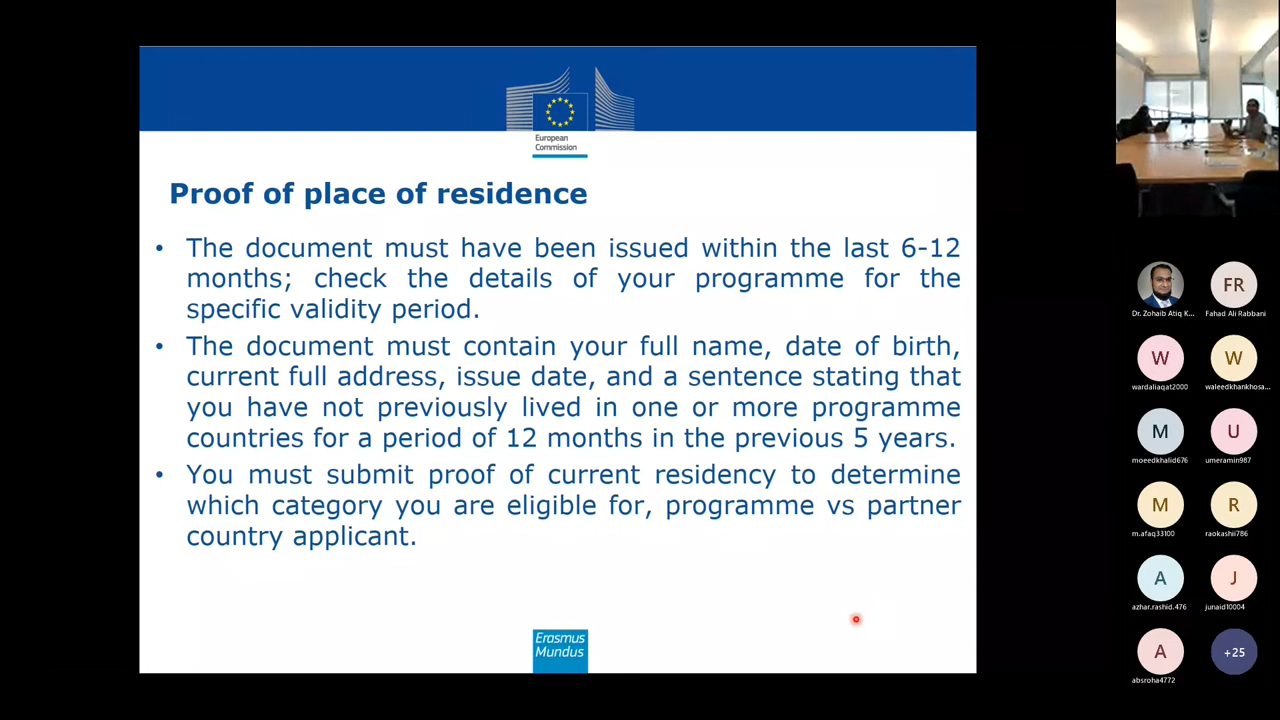 European
Commission
Proof of place of residence
• The document must have been issued within the last 6-12
months; check the details of your programme for the
specific validity period.
• The document must contain your full name, date of birth,
current full address, issue date, and a sentence stating that
you have not previously lived in one or more programme
countries for a period of 12 months in the previous 5 years.
• You must submit proof of current residency to determine
which category you are eligible for, programme vs partner
country applicant.
Erasmus
Mundus
Dr. Zohaib Atiq K...
FR
Fahad Ali Rabbani
W
wardaliaqat2000
W
waleedkhankhosa...
M
moeedkhalid676
U
umeramin987
M
m.afaq33100
R
raokashii786
A
azhar.rashid.476
J
junaid10004
A
absroha4772
+25